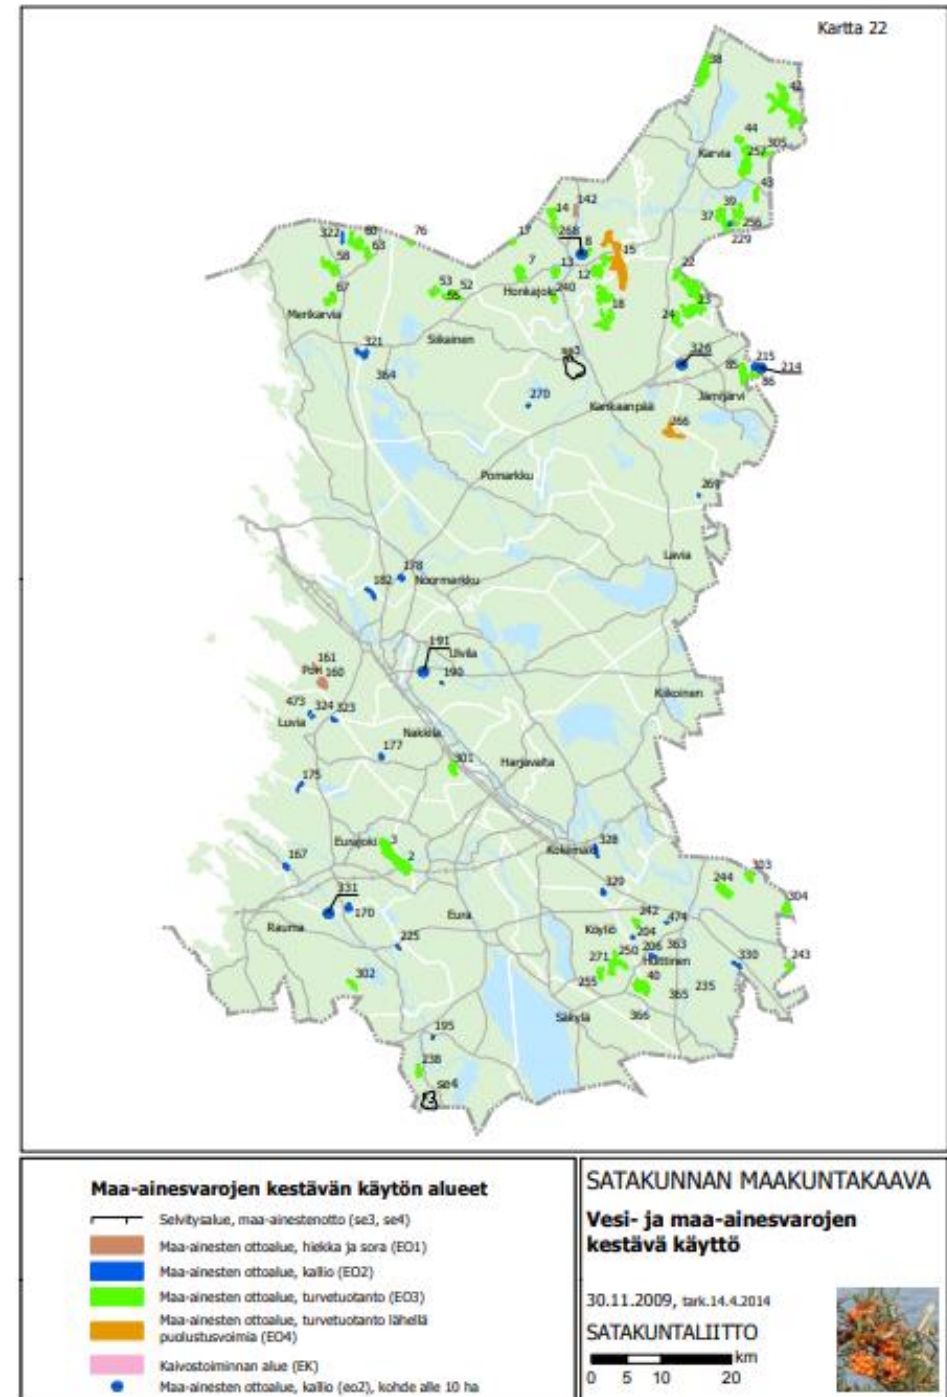 Kartta 22
38
42
44
305
Karvia
252
43
14
142
39
37
256
229
322
60
76
17
268
8
63
15
58
7
13
12
22
53
52
55
Honkajoki
240
18
23
67
24
Merikarvia
Siikainen
321
se3
326
215
214
85
86
364
Jämijärvi
270
Kankaanpää
266
Pomarkku
269
Lavia
178
182
Noormarkku
191
Ulvila
161
Pori
160
190
Kiikoinen
473
324
323
Luvia
Nakkila
177
301
Harjavalta
175
Eurajoki
3
2
328
Kokemäki
167
303
244
329
331
304
170
242
474
Rauma
Eura
Köyliö
204
225
206
363
250
271
Huittinen
330
243
302
255
40
235
365
Säkylä
366
195
238
se4
Maa-ainesvarojen kestävän käytön alueet
Selvitysalue, maa-ainestenotto (se3, se4)
Maa-ainesten ottoalue, hiekka ja sora (EO1)
Maa-ainesten ottoalue, kallio (EO2)
Maa-ainesten ottoalue, turvetuotanto (EO3)
Maa-ainesten ottoalue, turvetuotanto lähellä
puolustusvoimia (EO4)
Kaivostoiminnan alue (EK)
Maa-ainesten ottoalue, kallio (eo2), kohde alle 10 ha
SATAKUNNAN MAAKUNTAKAAVA
Vesi- ja maa-ainesvarojen
kestävä käyttö
30.11.2009, tark.14.4.2014
SATAKUNTALIITTO
km
0 5 10 20